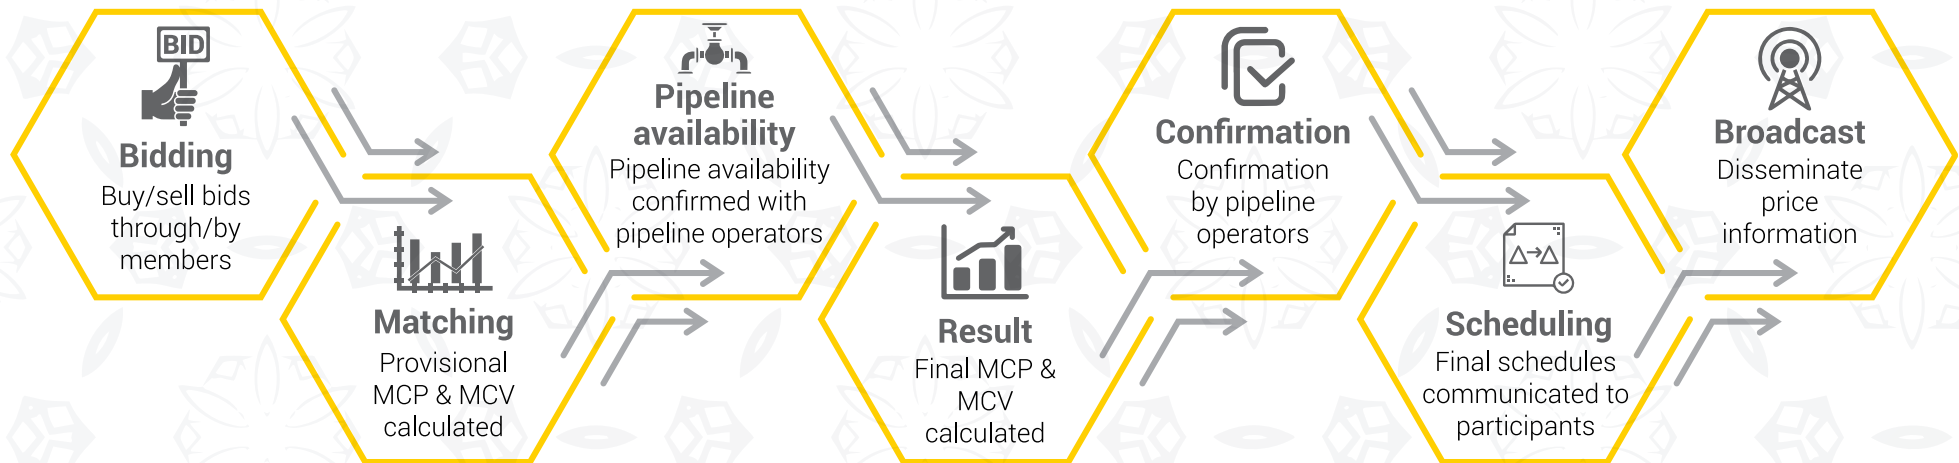 BID
Bidding
Buy/sell bids
through/by
members
Matching
Provisional
MCP & MCV
calculated
Pipeline
availability
Pipeline availability
confirmed with
pipeline operators
Result
Final MCP &
MCV
calculated
Confirmation
Confirmation
by pipeline
operators
Scheduling
Final schedules
communicated to
participants
Broadcast
Disseminate
price
information